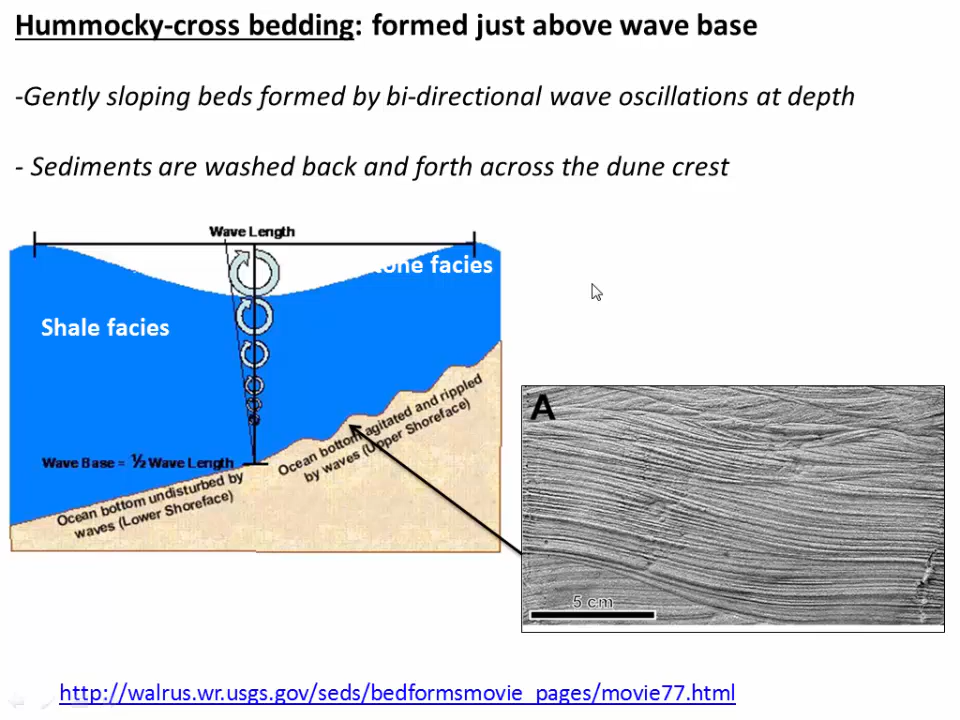 Hummocky-cross bedding: formed just above wave base
-Gently sloping beds formed by bi-directional wave oscillations at depth
- Sediments are washed back and forth across the dune crest
Wave Length
facies
Shale facies
A
Ocean bottom agitated and rippled
by waves (Upper Shoreface)
Wave Base = ½ Wave Length
Ocean bottom undisturbed by
waves (Lower Shoreface)
5 cm
http://walrus.wr.usgs.gov/seds/bedformsmovie_pages/movie77.html